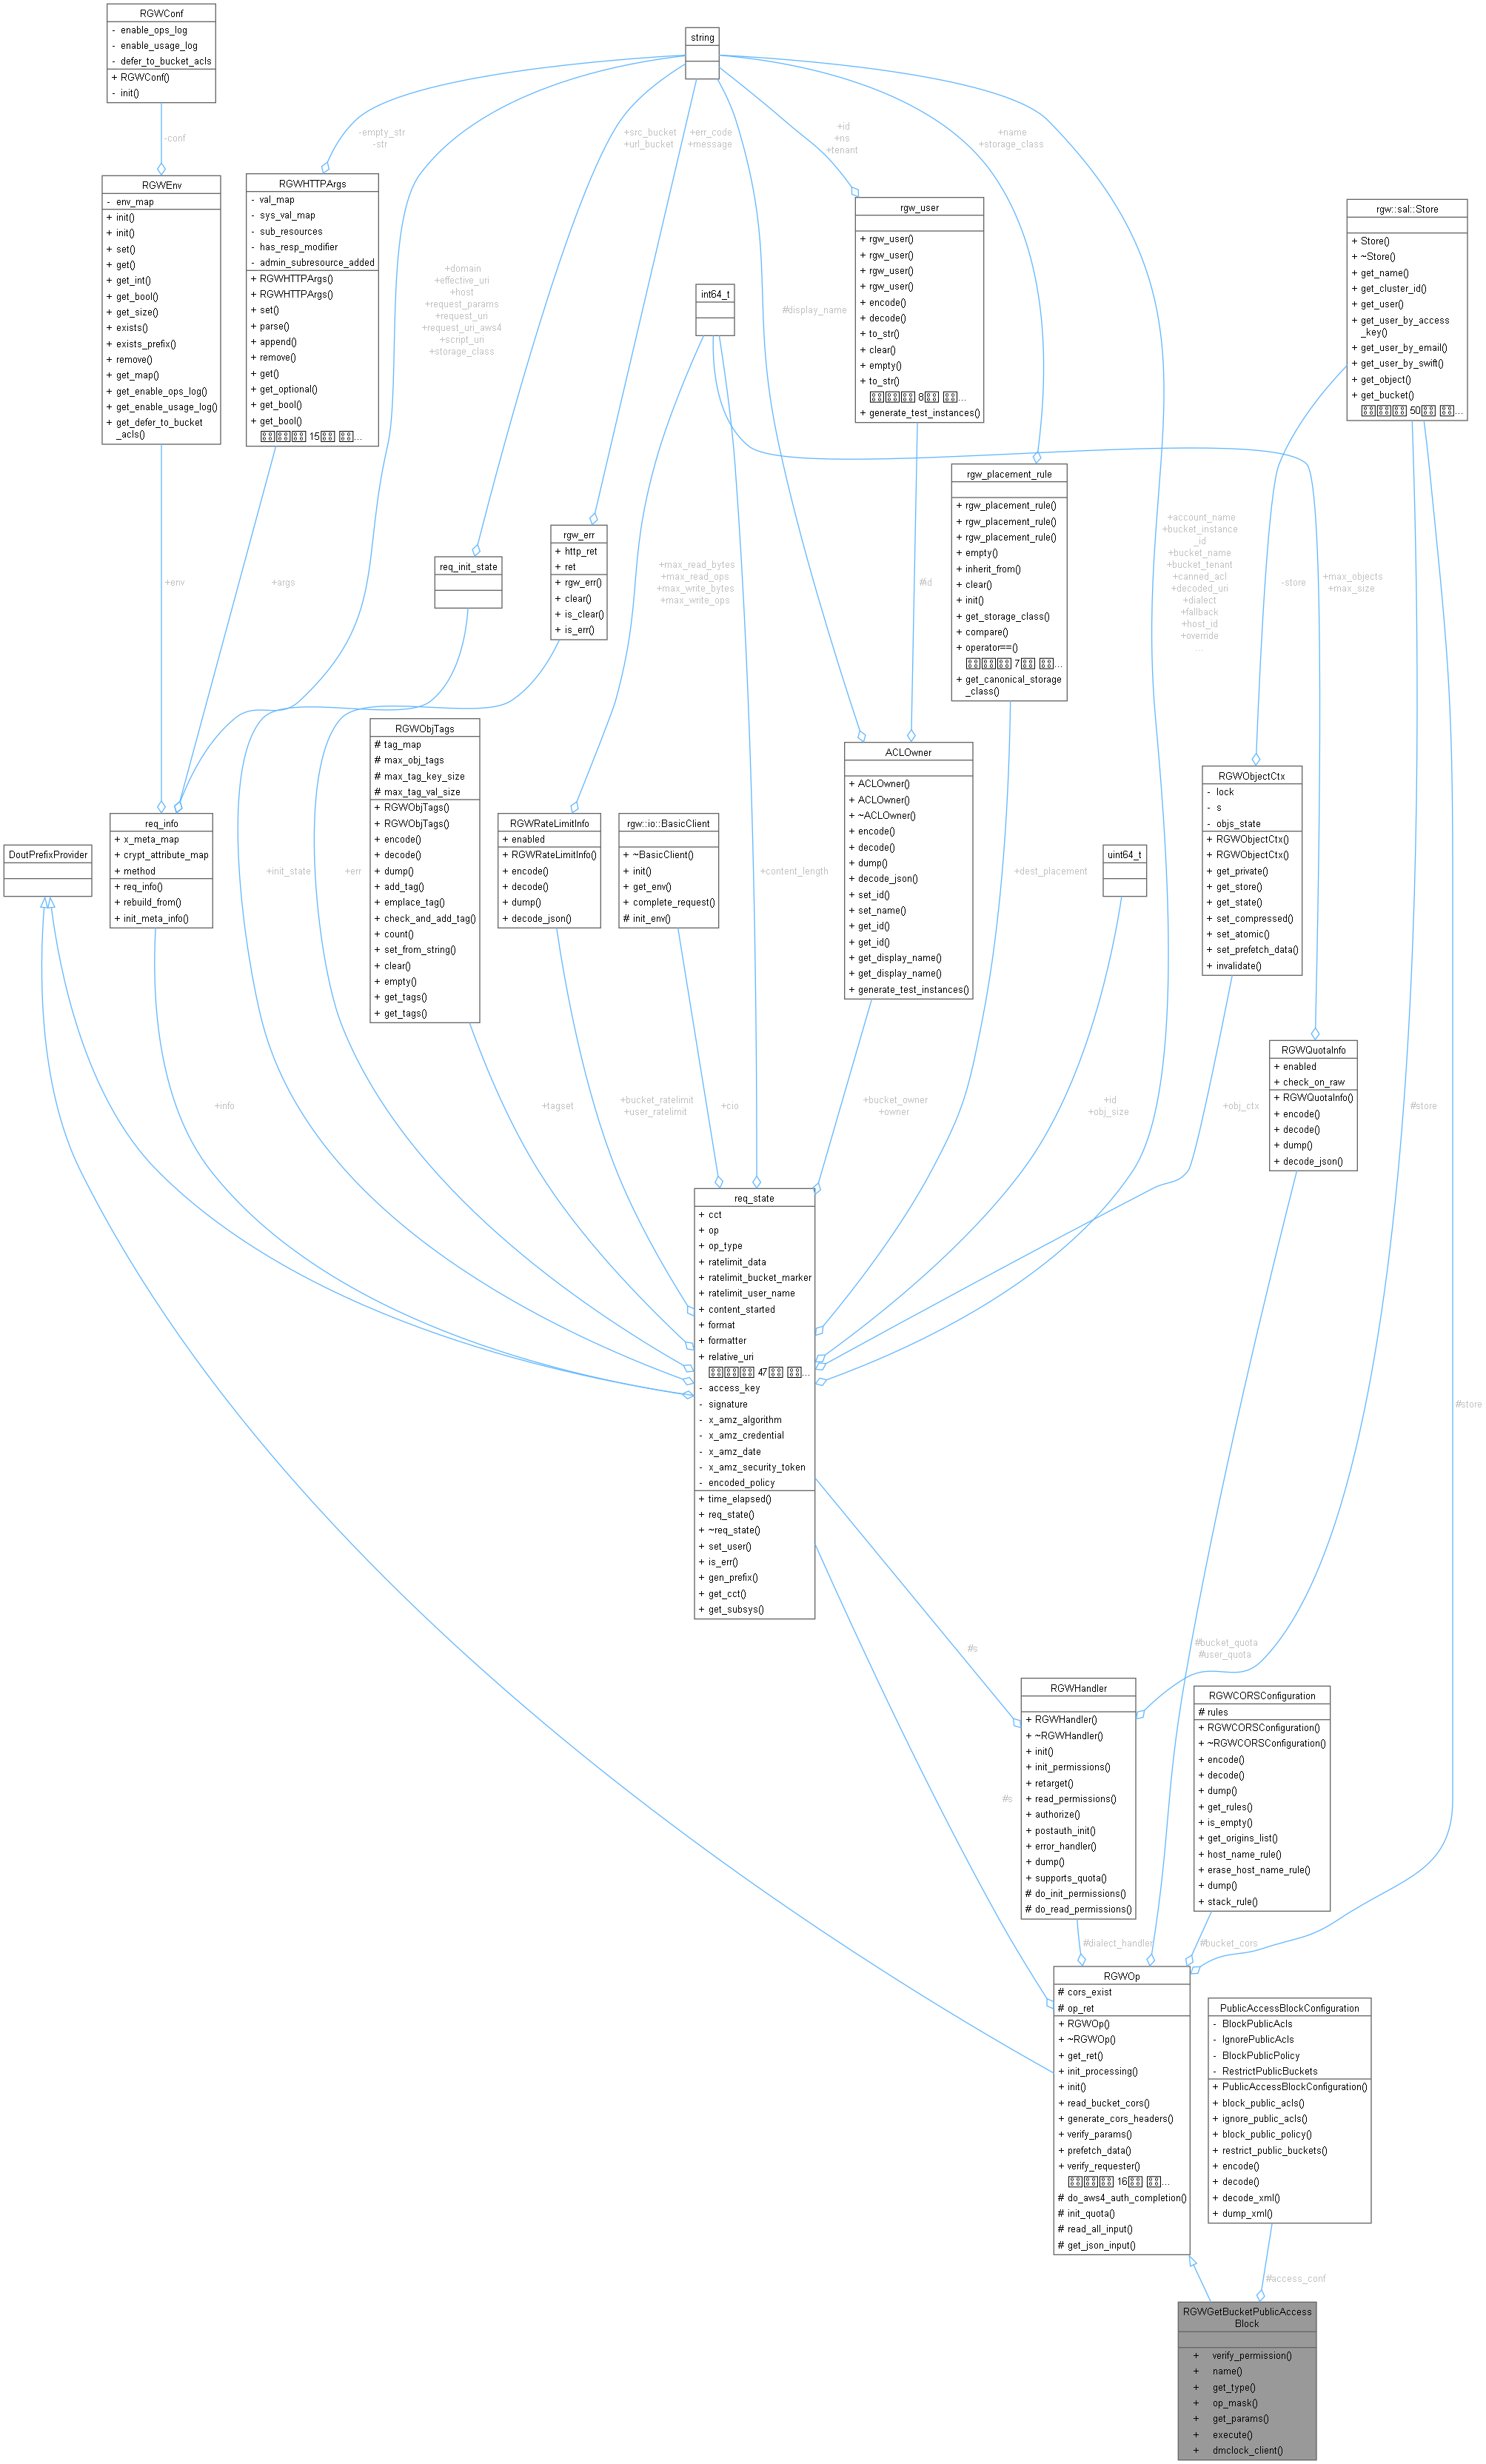 RGWConf
- enable_ops_log
- enable_usage_log
- defer_to_bucket_acls
+ RGWConf()
- init()
string
-conf
-empty_str
-str
+src_bucket
+url_bucket
+err_code
+message
+id
+ns
+tenant
+name
+storage_class
RGWEnv
- env_map
+ init()
+ init()
+ set()
+ get()
+ get_int()
+ get_bool()
+ get_size()
+ exists()
+ exists_prefix()
+ remove()
+ get_map()
+ get_enable_ops_log()
+ get_enable_usage_log()
+ get_defer_to_bucket
_acls()
RGWHTTPArgs
- val_map
- sys_val_map
- sub_resources
- has_resp_modifier
- admin_subresource_added
+ RGWHTTPArgs()
+ RGWHTTPArgs()
+ set()
+ parse()
+ append()
+ remove()
+ get()
+ get_optional()
+ get_bool()
+ get_bool()
15
...
+domain
+effective_uri
+host
+request_params
+request_uri
+request_uri_aws4
+script_uri
+storage_class
int64_t
#display_name
rgw_user
+ rgw_user()
+ rgw_user()
+ rgw_user()
+ rgw_user()
+ encode()
+ decode()
+ to_str()
+ clear()
+ empty()
+ to_str()
8
...
+ generate_test_instances()
rgw::sal::Store
+ Store()
+ ~Store()
+ get_name()
+ get_cluster_id()
+ get_user()
+ get_user_by_access
_key()
+ get_user_by_email()
+ get_user_by_swift()
+ get_object()
+ get_bucket()
50
...
rgw_placement_rule
+ rgw_placement_rule()
+ rgw_placement_rule()
+ rgw_placement_rule()
+ empty()
+ inherit_from()
+ clear()
+ init()
+ get_storage_class()
+ compare()
+ operator==()
7
...
+ get_canonical_storage
_class()
+env
+args
req_init_state
rgw_err
+ http_ret
+ ret
+ rgw_err()
+ clear()
+ is_clear()
+ is_err()
+max_read_bytes
+max_read_ops
+max_write_bytes
+max_write_ops
#id
+account_name
+bucket_instance
_id
+bucket_name
+bucket_tenant
+canned_acl
+decoded_uri
+dialect
+fallback
+host_id
+override
...
-store
+max_objects
+max_size
DoutPrefixProvider
req_info
+ x_meta_map
+ crypt_attribute_map
+ method
+ req_info()
+ rebuild_from()
+ init_meta_info()
+init_state
+err
RGWObjTags
# tag_map
# max_obj_tags
# max_tag_key_size
# max_tag_val_size
+ RGWObjTags()
+ RGWObjTags()
+ encode()
+ decode()
+ dump()
+ add_tag()
+ emplace_tag()
+ check_and_add_tag()
+ count()
+ set_from_string()
+ clear()
+ empty()
+ get_tags()
+ get_tags()
RGWRateLimitInfo
+ enabled
+ RGWRateLimitInfo()
+ encode()
+ decode()
+ dump()
+ decode_json()
rgw::io::BasicClient
+ ~BasicClient()
+ init()
+ get_env()
+ complete_request()
# init_env()
+content_length
ACLOwner
+ ACLOwner()
+ ACLOwner()
+ ~ACLOwner()
+ encode()
+ decode()
+ dump()
+ decode_json()
+ set_id()
+ set_name()
+ get_id()
+ get_id()
+ get_display_name()
+ get_display_name()
+ generate_test_instances()
+dest_placement
uint64_t
RGWObjectCtx
- lock
- s
- objs_state
+ RGWObjectCtx()
+ RGWObjectCtx()
+ get_private()
+ get_store()
+ get_state()
+ set_compressed()
+ set_atomic()
+ set_prefetch_data()
+ invalidate()
RGWQuotaInfo
+ enabled
+ check_on_raw
+ RGWQuotaInfo()
+ encode()
+ decode()
+ dump()
+ decode_json()
+info
+tagset
+bucket_ratelimit
+user_ratelimit
+cio
+bucket_owner
+owner
+id
+obj_size
+obj_ctx
#store
#store
req_state
+ cct
+ op
+ op_type
+ ratelimit_data
+ ratelimit_bucket_marker
+ ratelimit_user_name
+ content_started
+ format
+ formatter
+ relative_uri
47
...
- access_key
- signature
- x_amz_algorithm
- x_amz_credential
- x_amz_date
- x_amz_security_token
- encoded_policy
+ time_elapsed()
+ req_state()
+ ~req_state()
+ set_user()
+ is_err()
+ gen_prefix()
+ get_cct()
+ get_subsys()
#s
#s
#bucket_quota
#user_quota
RGWHandler
+ RGWHandler()
+ ~RGWHandler()
+ init()
+ init_permissions()
+ retarget()
+ read_permissions()
+ authorize()
+ postauth_init()
+ error_handler()
+ dump()
+ supports_quota()
# do_init_permissions()
# do_read_permissions()
RGWCORSConfiguration
# rules
+ RGWCORSConfiguration()
+ ~RGWCORSConfiguration()
+ encode()
+ decode()
+ dump()
+ get_rules()
+ is_empty()
+ get_origins_list()
+ host_name_rule()
+ erase_host_name_rule()
+ dump()
+ stack_rule()
#dialect_handler
#bucket_cors
RGWOp
# cors_exist
# op_ret
+ RGWOp()
+ ~RGWOp()
+ get_ret()
+ init_processing()
+ init()
+ read_bucket_cors()
+ generate_cors_headers()
+ verify_params()
+ prefetch_data()
+ verify_requester()
16
...
# do_aws4_auth_completion()
# init_quota()
# read_all_input()
# get_json_input()
PublicAccessBlockConfiguration
- BlockPublicAcls
- IgnorePublicAcls
- BlockPublicPolicy
- RestrictPublicBuckets
+ PublicAccessBlockConfiguration()
+ block_public_acls()
+ ignore_public_acls()
+ block_public_policy()
+ restrict_public_buckets()
+ encode()
+ decode()
+ decode_xml()
+ dump_xml()
#access_conf
RGWGetBucketPublicAccess
Block
+ verify_permission()
+ name()
+ get_type()
+ op_mask()
+ get_params()
+ execute()
+ dmclock_client()